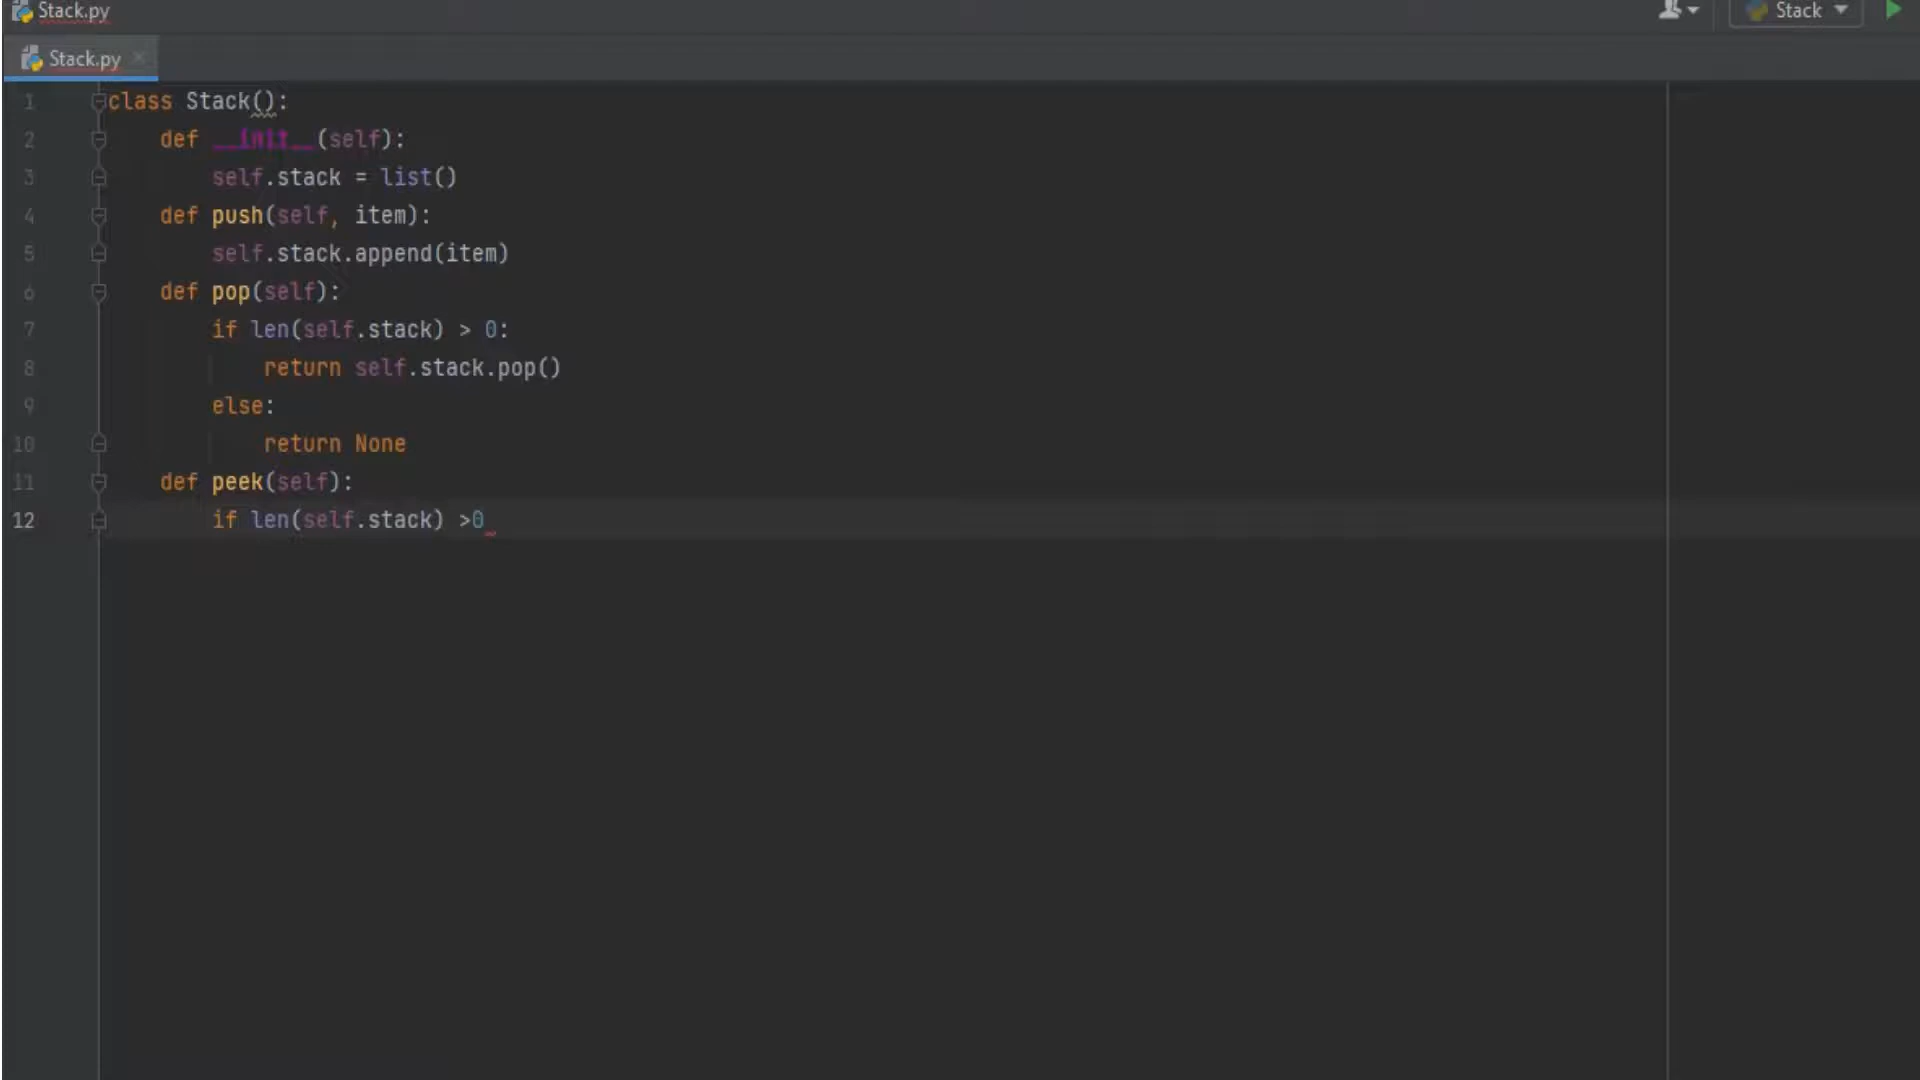 Stack.py
Stack
Stack.py
1 class Stack():
2 def __init__(self):
3 self.stack = list()
4 def push(self, item):
5 self.stack.append(item)
6 def pop(self):
7 if len(self.stack) > 0:
8 return self.stack.pop()
9 else:
10 return None
11 def peek(self):
12 if len(self.stack) >0